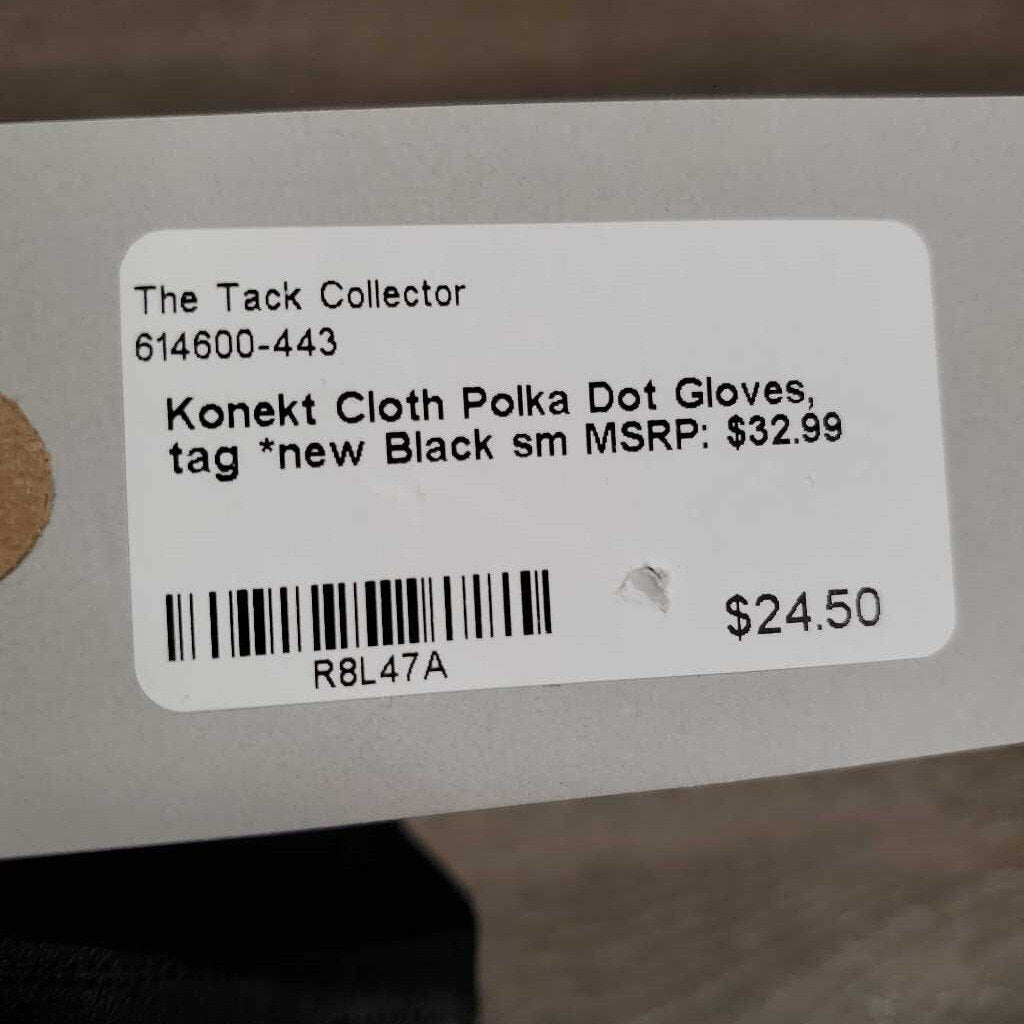 The Tack Collector
614600-443
Konekt Cloth Polka Dot Gloves,
tag *new Black sm MSRP: $32.99
R8L47A
$24.50